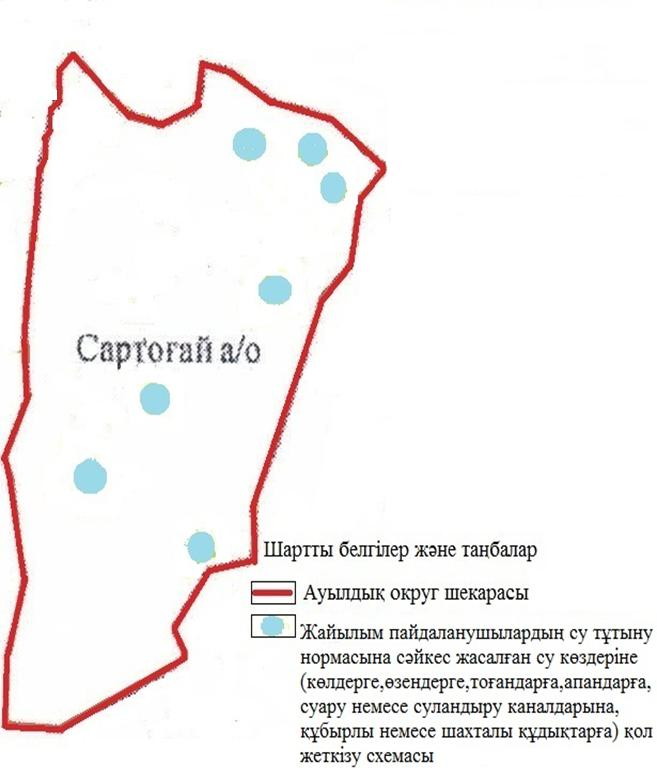 Сартоғай а/о
Шартты белгілер және таңбалар
Ауылдық округ шекарасы
Жайылым пайдаланушылардың су тұтыну
нормасына сәйкес жасалған су көздеріне
(көлдерге,өзендерге,тоғандарға,апандарға,
суару немесе суландыру каналдарына,
құбырлы немесе шахталы құдықтарға) қол
жеткізу схемасы